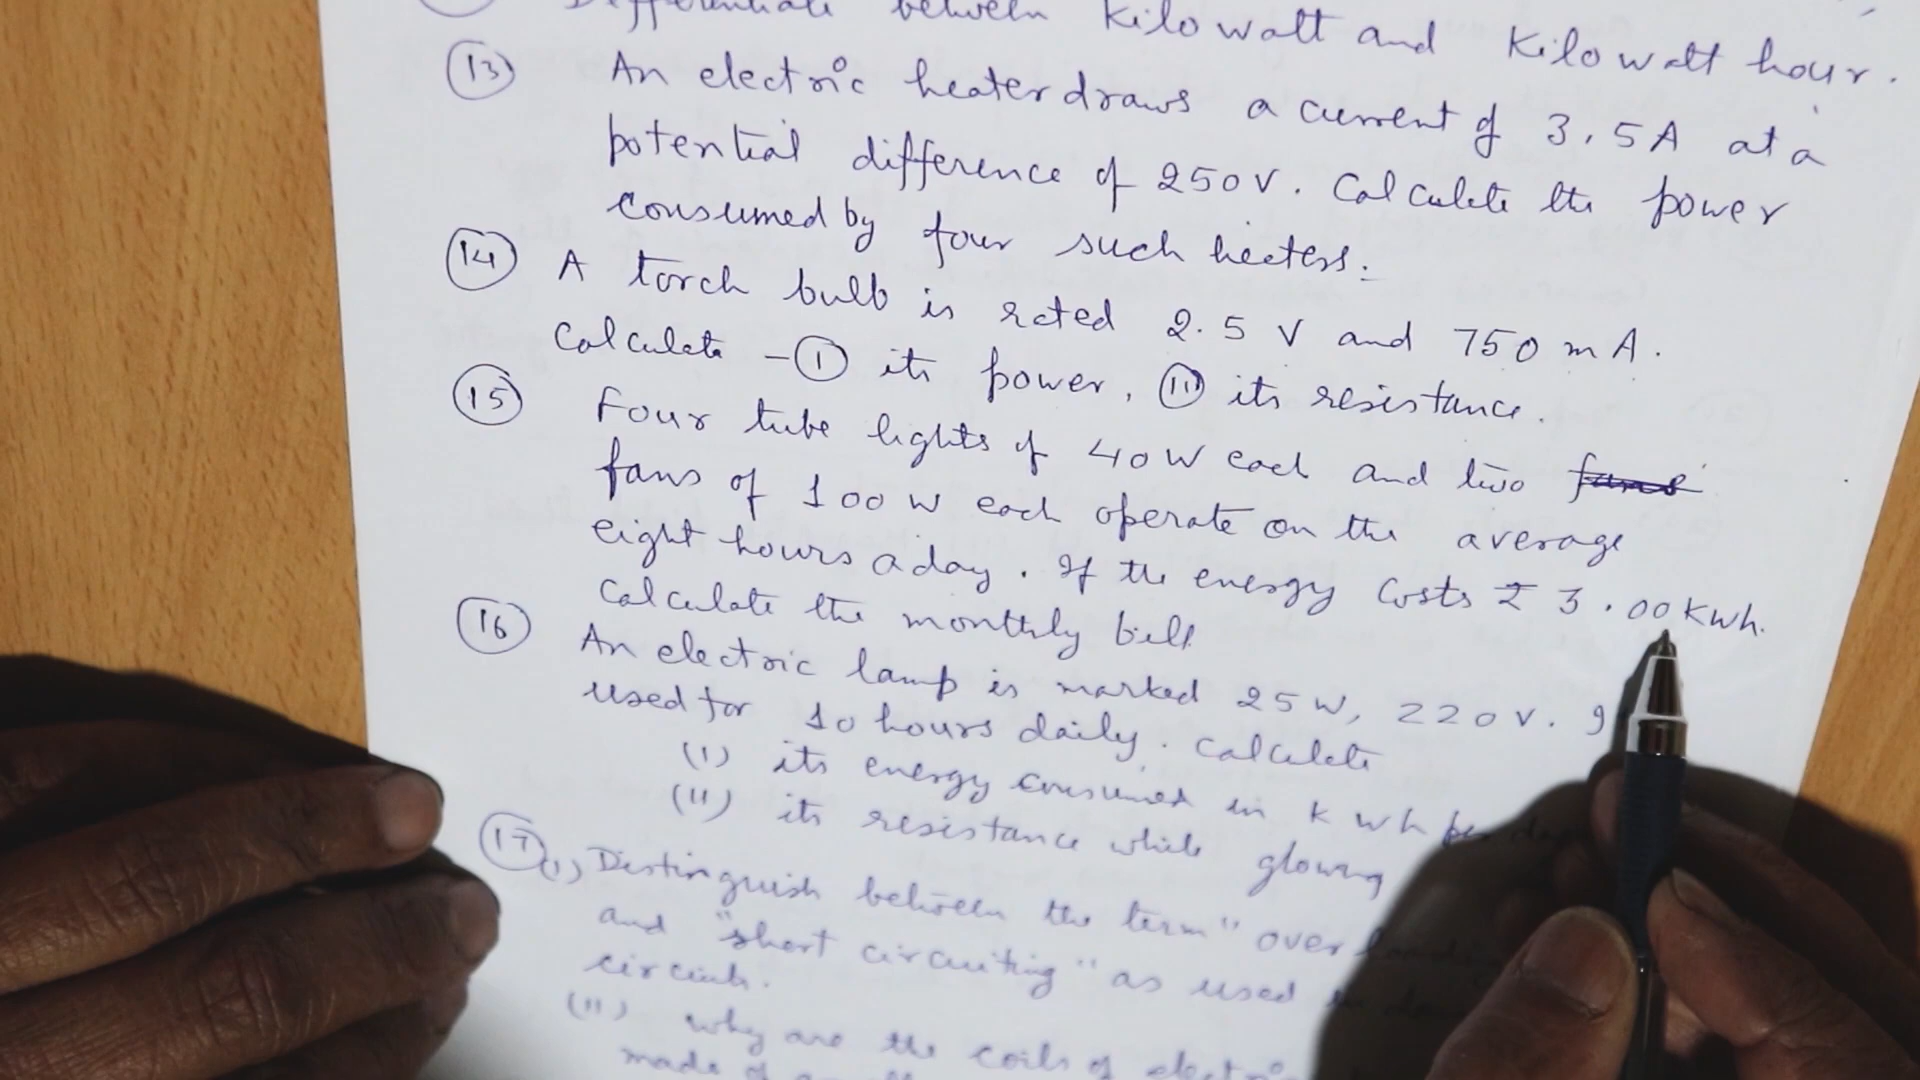 Differentiate between Kilowatt and Kilowatt hour.
13 An electric heater draws a current of 3.5A at a
potential difference of 250V. Calculate the power
consumed by four such heaters.
14 A torch bulb is rated 2.5 V and 750 mA.
Calculate - (I) its power, (II) its resistance.
15 Four tube lights of 40W each and two fans
fans of 100 W each operate on the average
eight hours a day. If the energy Costs ₹ 3.00 KWh.
Calculate the monthly bill
16 An electric lamp is marked 25W, 220V.
used for 10 hours daily. Calculate
(I) its energy consumed in k Wh
(II) its resistance while glowing
17 (I) Distinguish between the term "over
and "short circuiting" as used
circuits.
(II) why are the coils of
made of